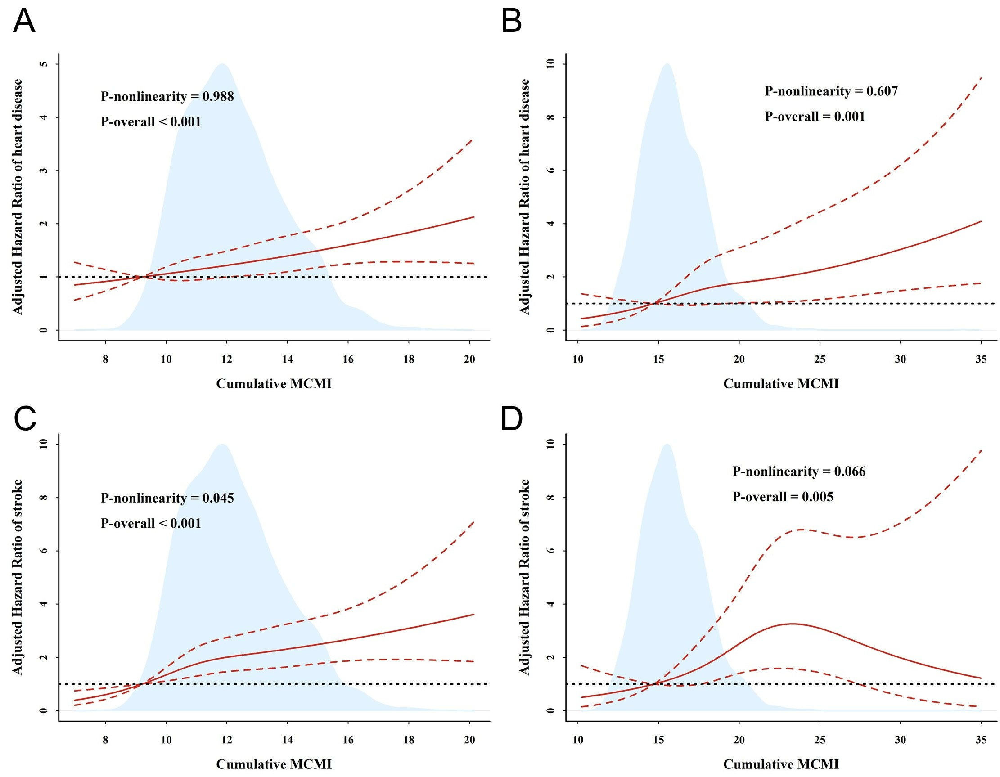 A
Adjusted Hazard Ratio of heart disease
5
4
3
2
1
0
P-nonlinearity = 0.988
P-overall < 0.001
8 10 12 14 16 18 20
Cumulative MCMI
B
Adjusted Hazard Ratio of heart disease
10
8
6
4
2
0
P-nonlinearity = 0.607
P-overall = 0.001
10 15 20 25 30 35
Cumulative MCMI
C
Adjusted Hazard Ratio of stroke
10
8
6
4
2
0
P-nonlinearity = 0.045
P-overall < 0.001
8 10 12 14 16 18 20
Cumulative MCMI
D
Adjusted Hazard Ratio of stroke
10
8
6
4
2
0
P-nonlinearity = 0.066
P-overall = 0.005
10 15 20 25 30 35
Cumulative MCMI